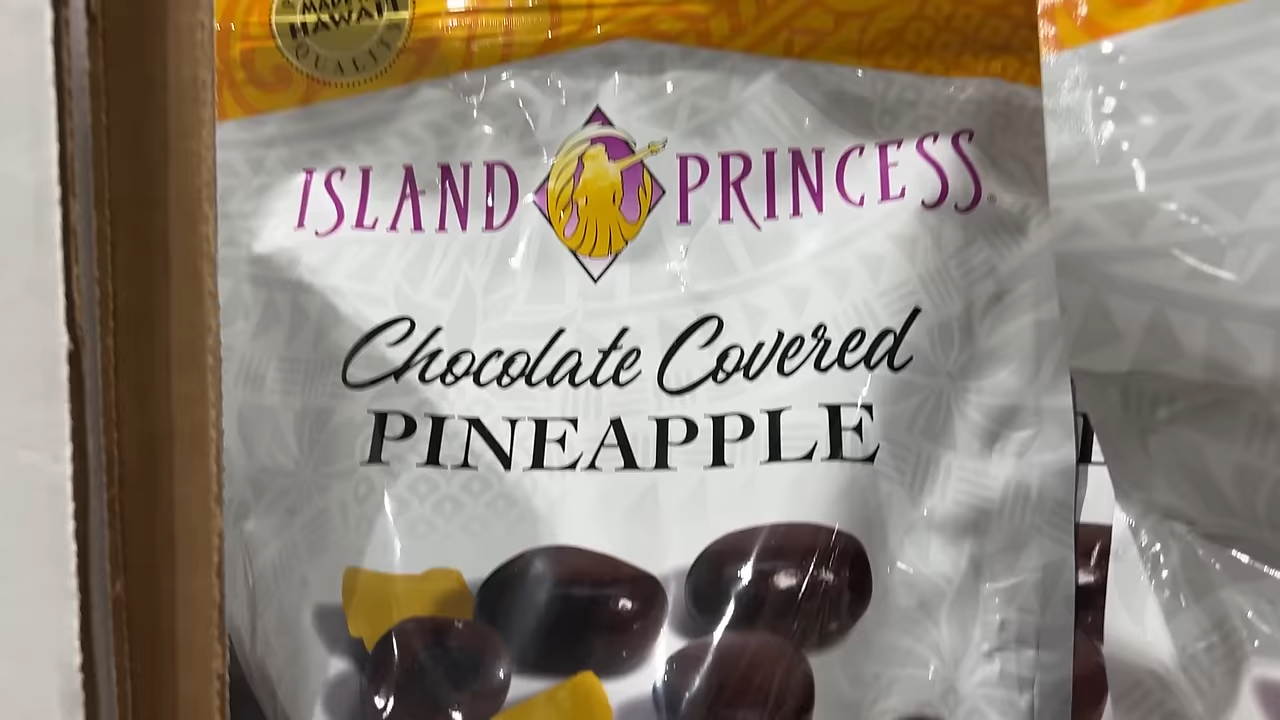 MADE IN
HAWAII
QUALITY
ISLAND PRINCESS®
Chocolate Covered
PINEAPPLE